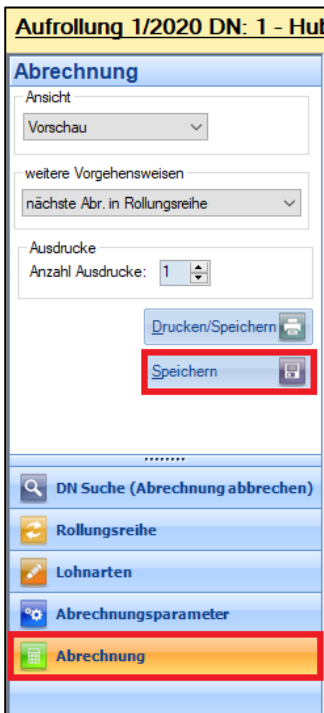 Aufrollung 1/2020 DN: 1 - Hub
Abrechnung
Ansicht
Vorschau
weitere Vorgehensweisen
nächste Abr. in Rollungsreihe
Ausdrucke
Anzahl Ausdrucke: 1
Drucken/Speichern
Speichern
DN Suche (Abrechnung abbrechen)
Rollungsreihe
Lohnarten
Abrechnungsparameter
Abrechnung